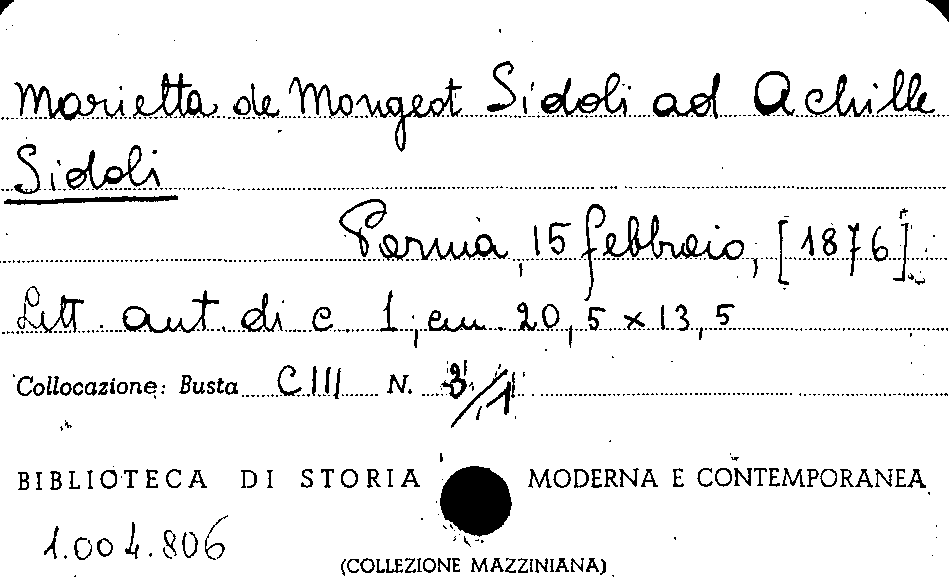 Marietta de Mongeot Sidoli ad Achille
Sidoli
Parma, 15 febbraio, [1876]
Lett. aut. di c. 1, cm. 20,5 x 13,5
Collocazione: Busta CIII N. 3/1
BIBLIOTECA DI STORIA MODERNA E CONTEMPORANEA
1.004.806
(COLLEZIONE MAZZINIANA)